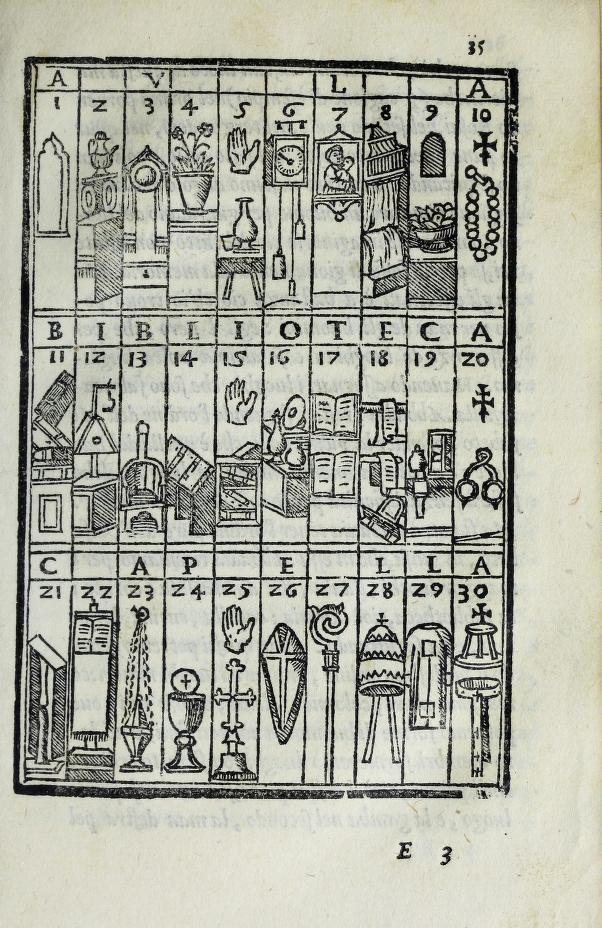 35
A V L A
1 2 3 4 5 6 7 8 9 10
B I B L I O T E C A
11 12 13 14 15 16 17 18 19 20
C A P E L L A
21 22 23 24 25 26 27 28 29 30
E 3